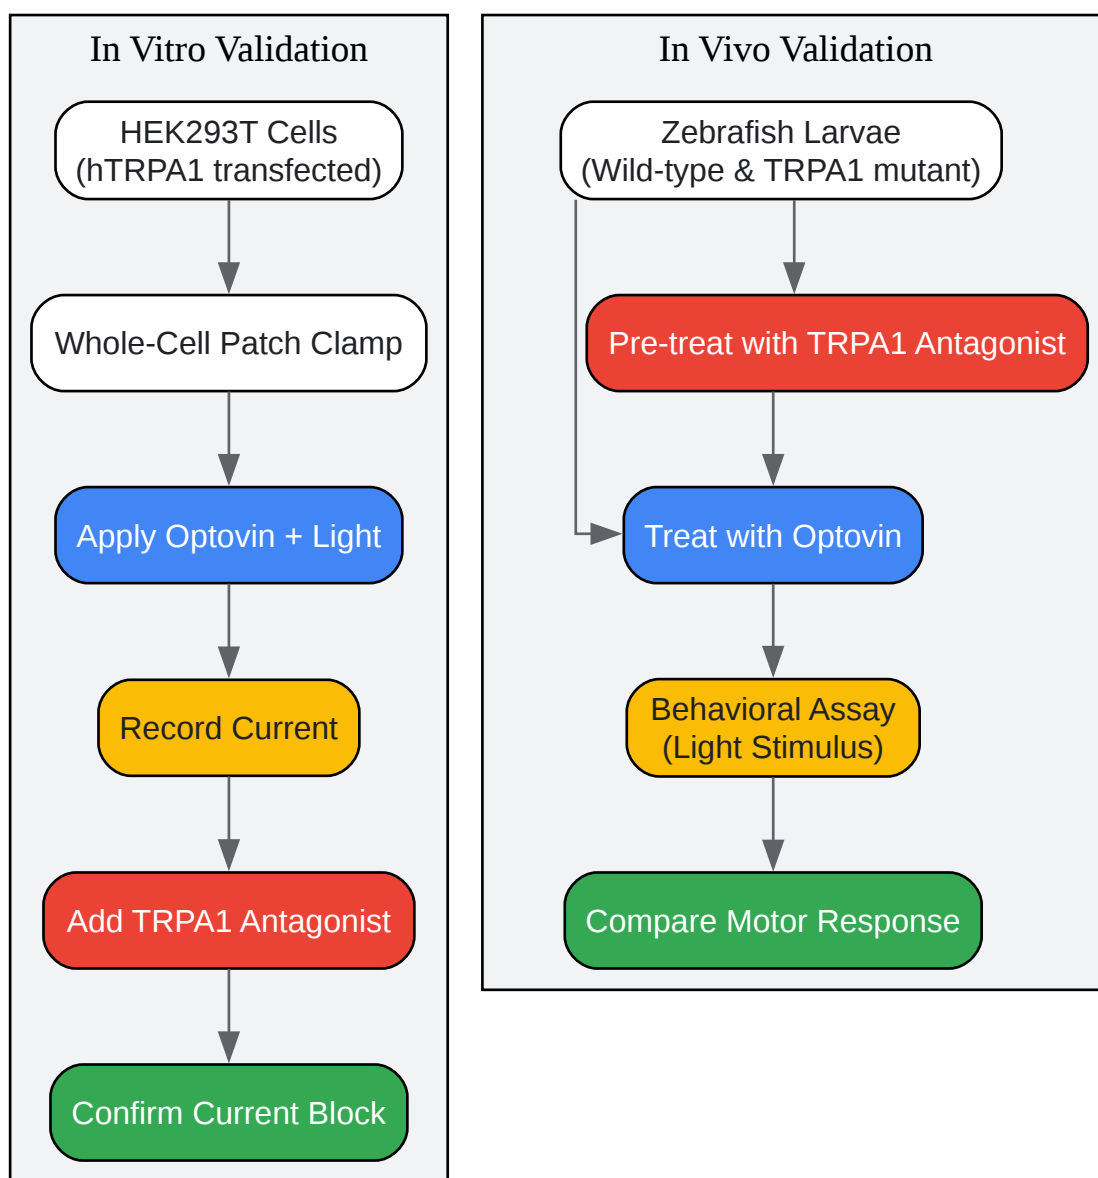 In Vitro Validation
HEK293T Cells
(hTRPA1 transfected)
Whole-Cell Patch Clamp
Apply Optovin + Light
Record Current
Add TRPA1 Antagonist
Confirm Current Block
In Vivo Validation
Zebrafish Larvae
(Wild-type & TRPA1 mutant)
Pre-treat with TRPA1 Antagonist
Treat with Optovin
Behavioral Assay
(Light Stimulus)
Compare Motor Response